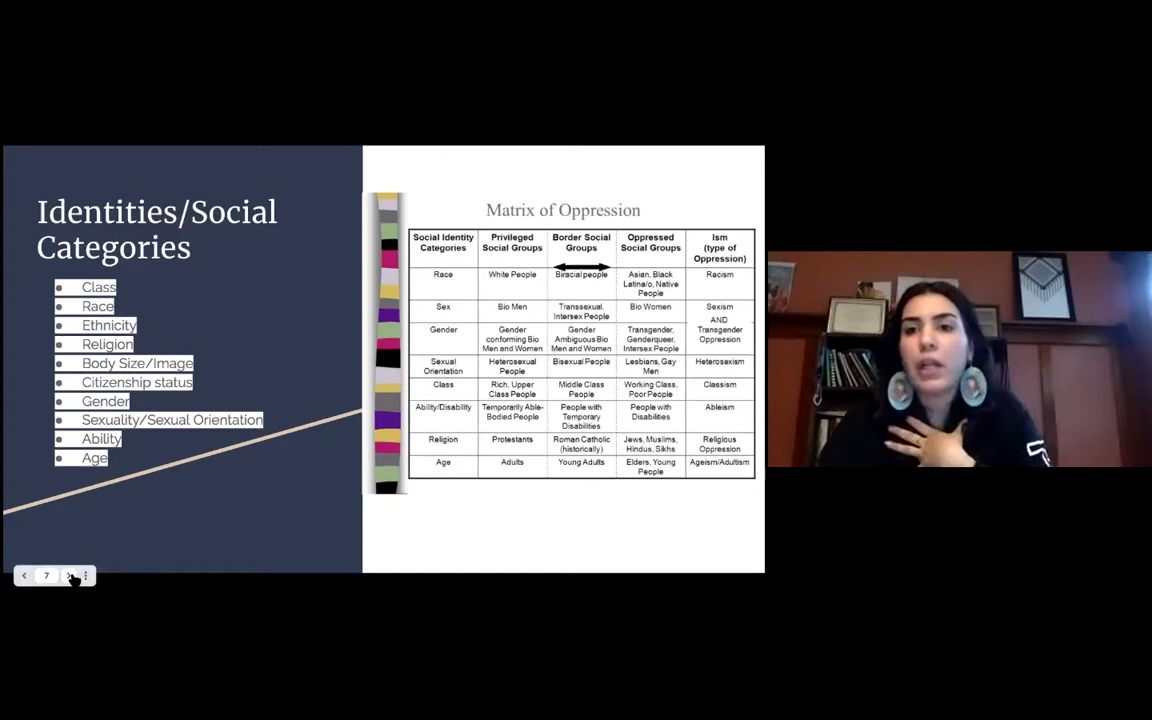 Identities/Social
Categories
Class
Race
Ethnicity
Religion
Body Size/Image
Citizenship status
Gender
Sexuality/Sexual Orientation
Ability
Age
7
Matrix of Oppression
Social Identity Categories | Privileged Social Groups | Border Social Groups | Oppressed Social Groups | Ism (type of Oppression)
Race | White People | Biracial people | Asian, Black Latina/o, Native People | Racism
Sex | Bio Men | Transsexual, Intersex People | Bio Women | Sexism
AND
Gender | Gender conforming Bio Men and Women | Gender Ambiguous Bio Men and Women | Transgender, Genderqueer, Intersex People | Transgender Oppression
Sexual Orientation | Heterosexual People | Bisexual People | Lesbians, Gay Men | Heterosexism
Class | Rich, Upper Class People | Middle Class People | Working Class, Poor People | Classism
Ability/Disability | Temporarily Able-Bodied People | People with Temporary Disabilities | People with Disabilities | Ableism
Religion | Protestants | Roman Catholic (historically) | Jews, Muslims, Hindus, Sikhs | Religious Oppression
Age | Adults | Young Adults | Elders, Young People | Ageism/Adultism